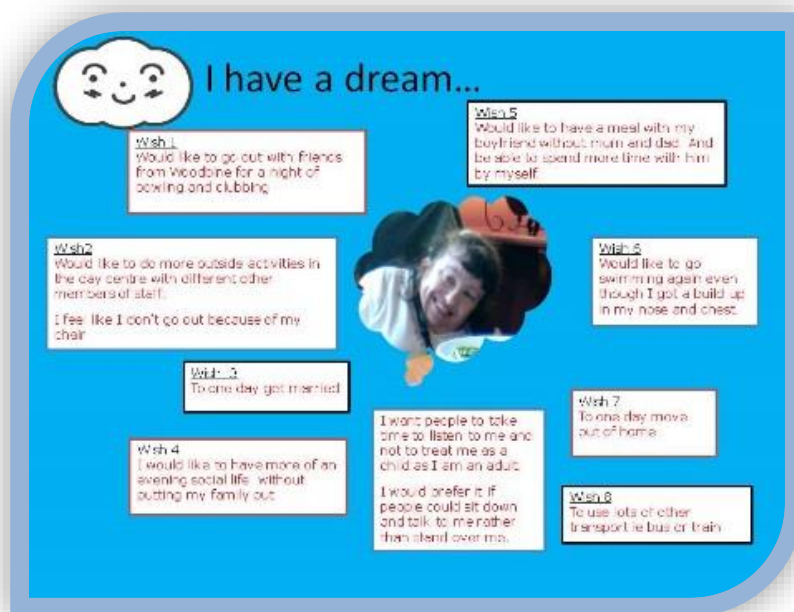 I have a dream...
Wish 1
Would like to go out with friends
from Woodbine for a night of
bowling and clubbing
Wish2
Would like to do more outside activities in
the day centre with different other
members of staff.
I feel like I don't go out because of my
chair
Wish 3
To one day get married
Wish 4
I would like to have more of an
evening social life without
putting my family out
Wish 5
Would like to have a meal with my
boyfriend without mum and dad. And
be able to spend more time with him
by myself.
Wish 6
Would like to go
swimming again even
though I got a build up
in my nose and chest.
Wish 7
To one day move
out of home
Wish 8
To use lots of other
transport ie bus or train
I want people to take
time to listen to me and
not to treat me as a
child as I am an adult.
I would prefer it if
people could sit down
and talk to me rather
than stand over me.